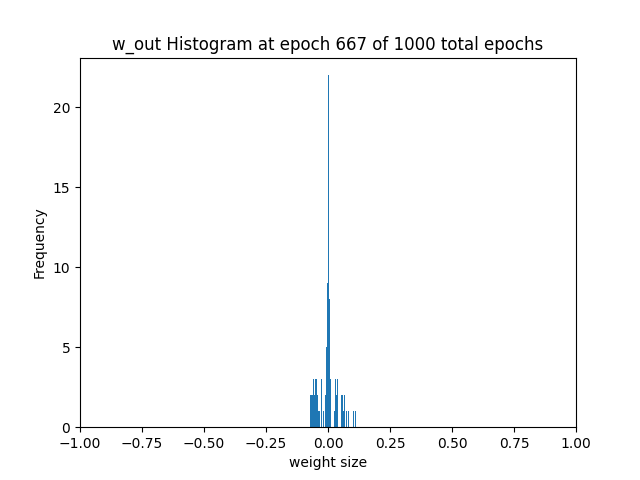 w_out Histogram at epoch 667 of 1000 total epochs
Frequency
20
15
10
5
0
−1.00 −0.75 −0.50 −0.25 0.00 0.25 0.50 0.75 1.00
weight size